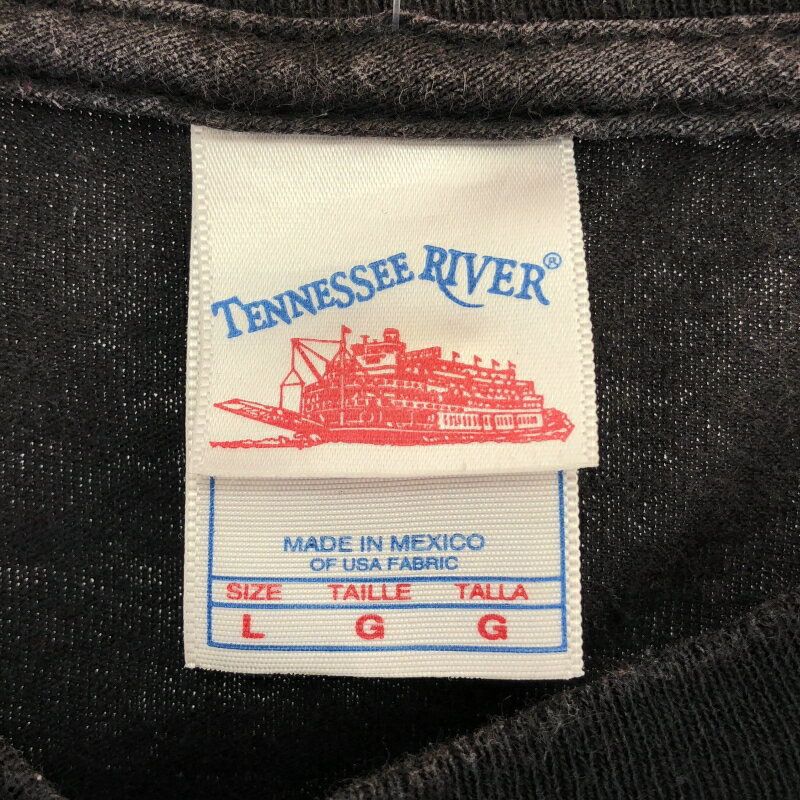 TENNESSEE RIVER®
MADE IN MEXICO
OF USA FABRIC
SIZE TAILLE TALLA
L G G